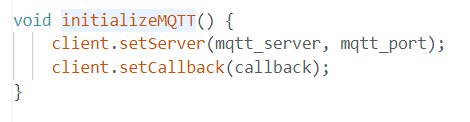 void initializeMQTT() {
    client.setServer(mqtt_server, mqtt_port);
    client.setCallback(callback);
}